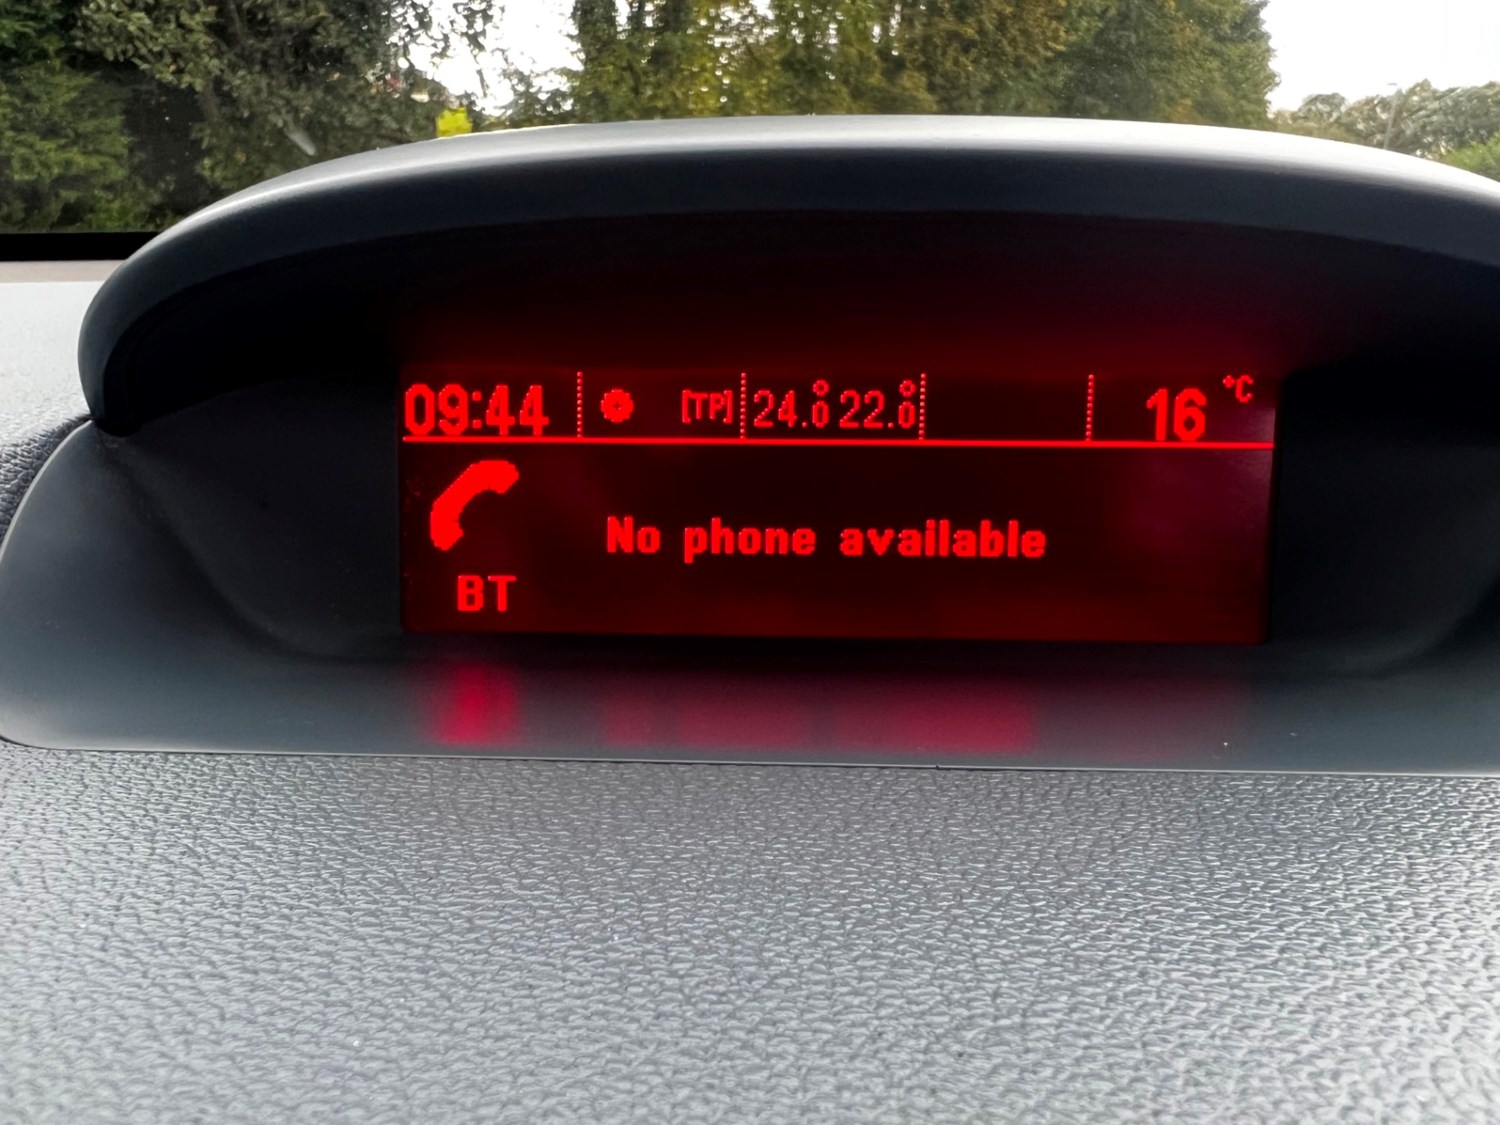 09:44 [TP] 24.0° 22.0° 16 °C
No phone available
BT